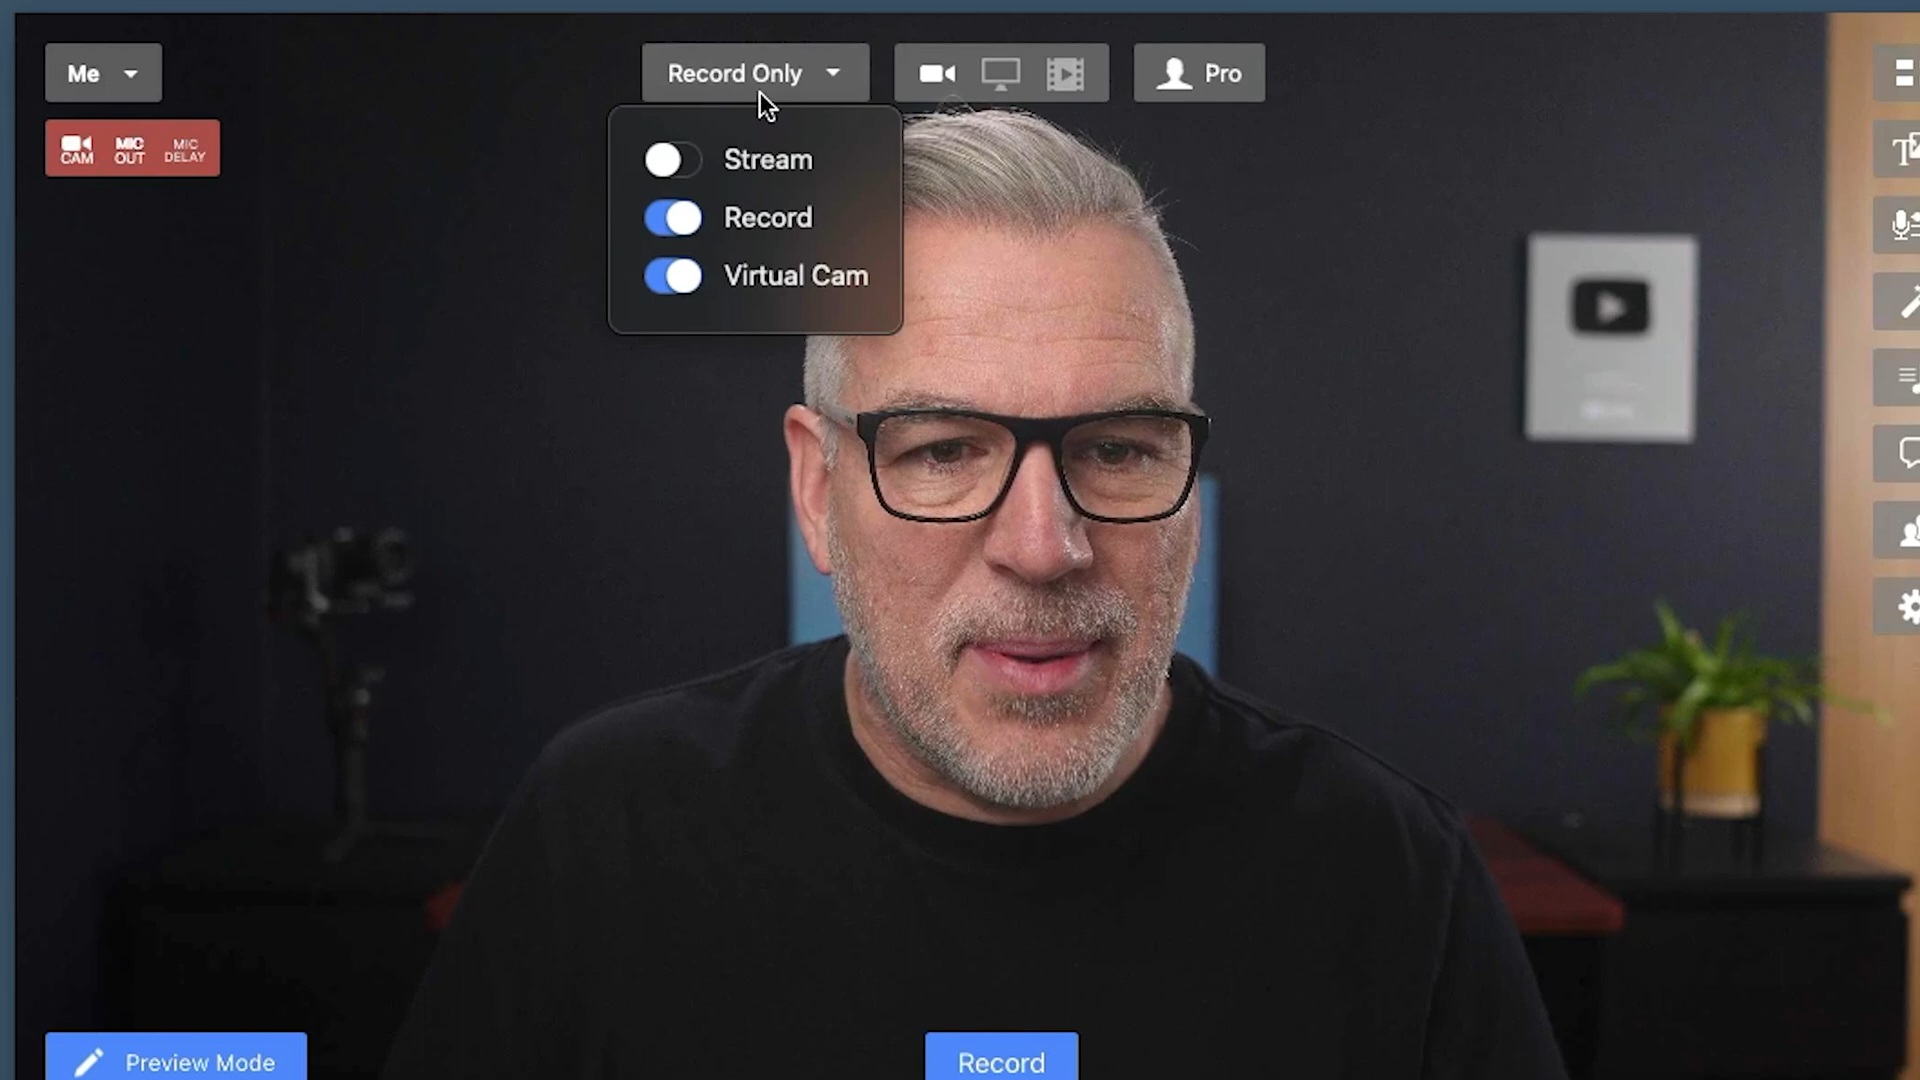 Me
Record Only
Pro
CAM
MIC OUT
MIC DELAY
Stream
Record
Virtual Cam
Preview Mode
Record